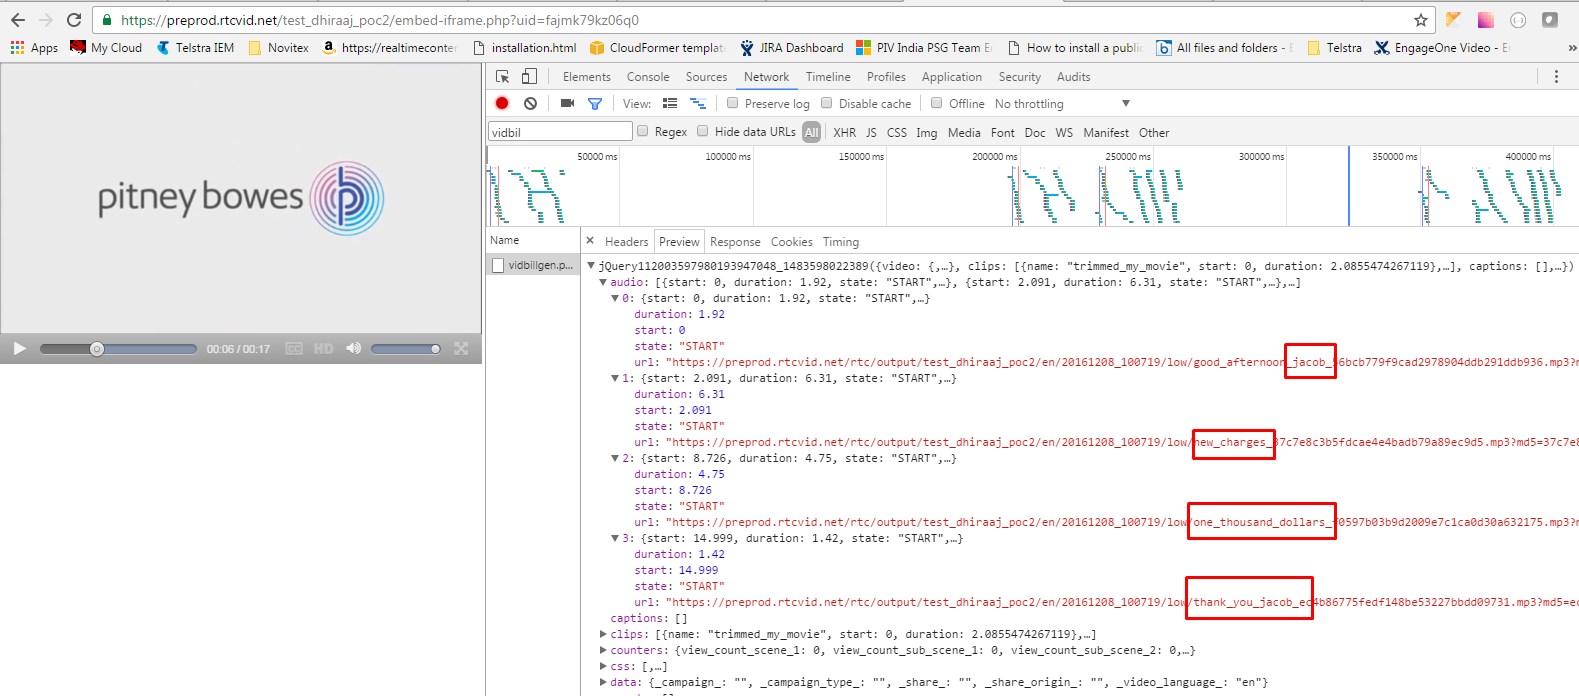 https://preprod.rtcvid.net/test_dhiraaj_poc2/embed-iframe.php?uid=fajmk79kz06q0
Apps My Cloud Telstra IEM Novitex https://realtimeconter installation.html CloudFormer templat JIRA Dashboard PIV India PSG Team E How to install a public All files and folders - E Telstra EngageOne Video - E »
Elements Console Sources Network Timeline Profiles Application Security Audits
View: Preserve log Disable cache Offline No throttling
vidbil Regex Hide data URLs All XHR JS CSS Img Media Font Doc WS Manifest Other
50000 ms 100000 ms 150000 ms 200000 ms 250000 ms 300000 ms 350000 ms 400000 ms
pitney bowes
00:06 / 00:17 CC HD
Name × Headers Preview Response Cookies Timing
vidbillgen.p...
▼jQuery112003597980193947048_1483598022389({video: {,…}, clips: [{name: "trimmed_my_movie", start: 0, duration: 2.0855474267119},…], captions: [],…})
▼audio: [{start: 0, duration: 1.92, state: "START",…}, {start: 2.091, duration: 6.31, state: "START",…},…]
▼0: {start: 0, duration: 1.92, state: "START",…}
duration: 1.92
start: 0
state: "START"
url: "https://preprod.rtcvid.net/rtc/output/test_dhiraaj_poc2/en/20161208_100719/low/good_afternoon_jacob_56bcb779f9cad2978904ddb291ddb936.mp3?m
▼1: {start: 2.091, duration: 6.31, state: "START",…}
duration: 6.31
start: 2.091
state: "START"
url: "https://preprod.rtcvid.net/rtc/output/test_dhiraaj_poc2/en/20161208_100719/low/new_charges_37c7e8c3b5fdcae4e4badb79a89ec9d5.mp3?md5=37c7e8
▼2: {start: 8.726, duration: 4.75, state: "START",…}
duration: 4.75
start: 8.726
state: "START"
url: "https://preprod.rtcvid.net/rtc/output/test_dhiraaj_poc2/en/20161208_100719/low/one_thousand_dollars_f0597b03b9d2009e7c1ca0d30a632175.mp3?m
▼3: {start: 14.999, duration: 1.42, state: "START",…}
duration: 1.42
start: 14.999
state: "START"
url: "https://preprod.rtcvid.net/rtc/output/test_dhiraaj_poc2/en/20161208_100719/low/thank_you_jacob_ec4b86775fedf148be53227bbdd09731.mp3?md5=ec
captions: []
▶clips: [{name: "trimmed_my_movie", start: 0, duration: 2.0855474267119},…]
▶counters: {view_count_scene_1: 0, view_count_sub_scene_1: 0, view_count_sub_scene_2: 0,…}
▶css: [,…]
▶data: {_campaign_: "", _campaign_type_: "", _share_: "", _share_origin_: "", _video_language_: "en"}